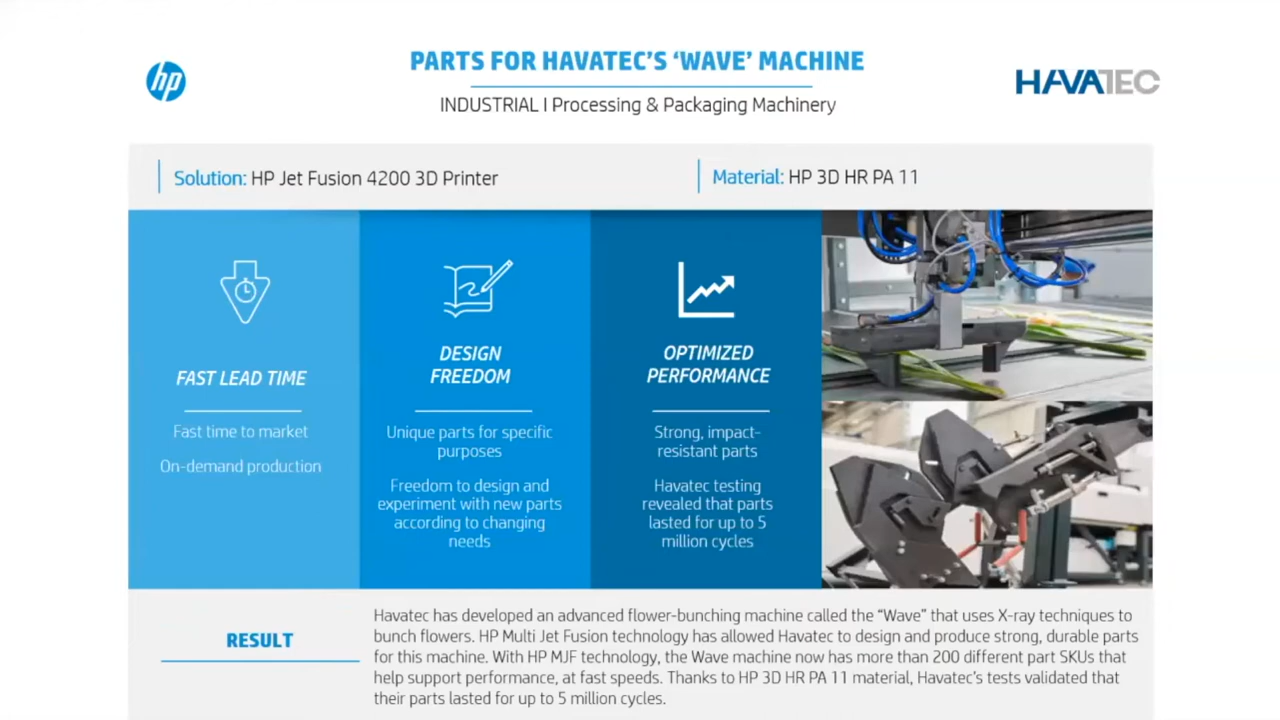 PARTS FOR HAVATEC'S 'WAVE' MACHINE
hp
HAVATEC
INDUSTRIAL I Processing & Packaging Machinery
Solution: HP Jet Fusion 4200 3D Printer
Material: HP 3D HR PA 11
FAST LEAD TIME
Fast time to market
On-demand production
DESIGN
FREEDOM
Unique parts for specific
purposes
Freedom to design and
experiment with new parts
according to changing
needs
OPTIMIZED
PERFORMANCE
Strong, impact-
resistant parts
Havatec testing
revealed that parts
lasted for up to 5
million cycles
RESULT
Havatec has developed an advanced flower-bunching machine called the “Wave” that uses X-ray techniques to
bunch flowers. HP Multi Jet Fusion technology has allowed Havatec to design and produce strong, durable parts
for this machine. With HP MJF technology, the Wave machine now has more than 200 different part SKUs that
help support performance, at fast speeds. Thanks to HP 3D HR PA 11 material, Havatec's tests validated that
their parts lasted for up to 5 million cycles.